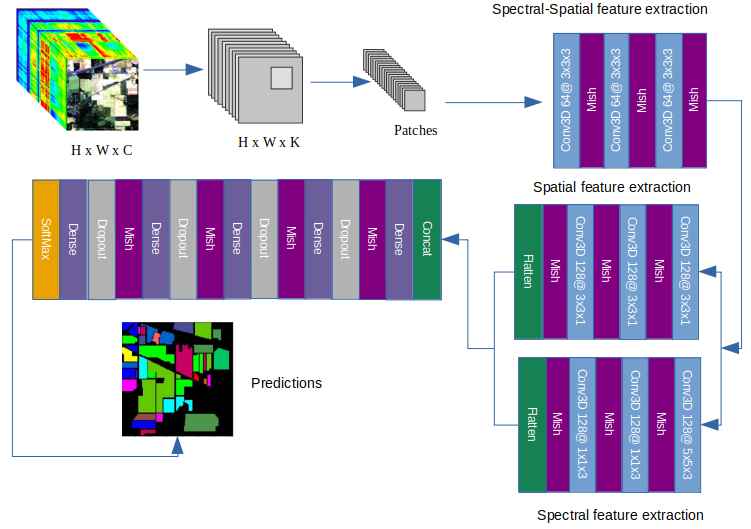 Spectral-Spatial feature extraction
H x W x C
H x W x K
Patches
Conv3D 64@ 3x3x3
Mish
Conv3D 64@ 3x3x3
Mish
Conv3D 64@ 3x3x3
Mish
Spatial feature extraction
Flatten
Mish
Conv3D 128@ 3x3x1
Mish
Conv3D 128@ 3x3x1
Mish
Conv3D 128@ 3x3x1
SoftMax
Dense
Dropout
Mish
Dense
Dropout
Mish
Dense
Dropout
Mish
Dense
Dropout
Mish
Dense
Concat
Predictions
Flatten
Mish
Conv3D 128@ 1x1x3
Mish
Conv3D 128@ 1x1x3
Mish
Conv3D 128@ 5x5x3
Spectral feature extraction